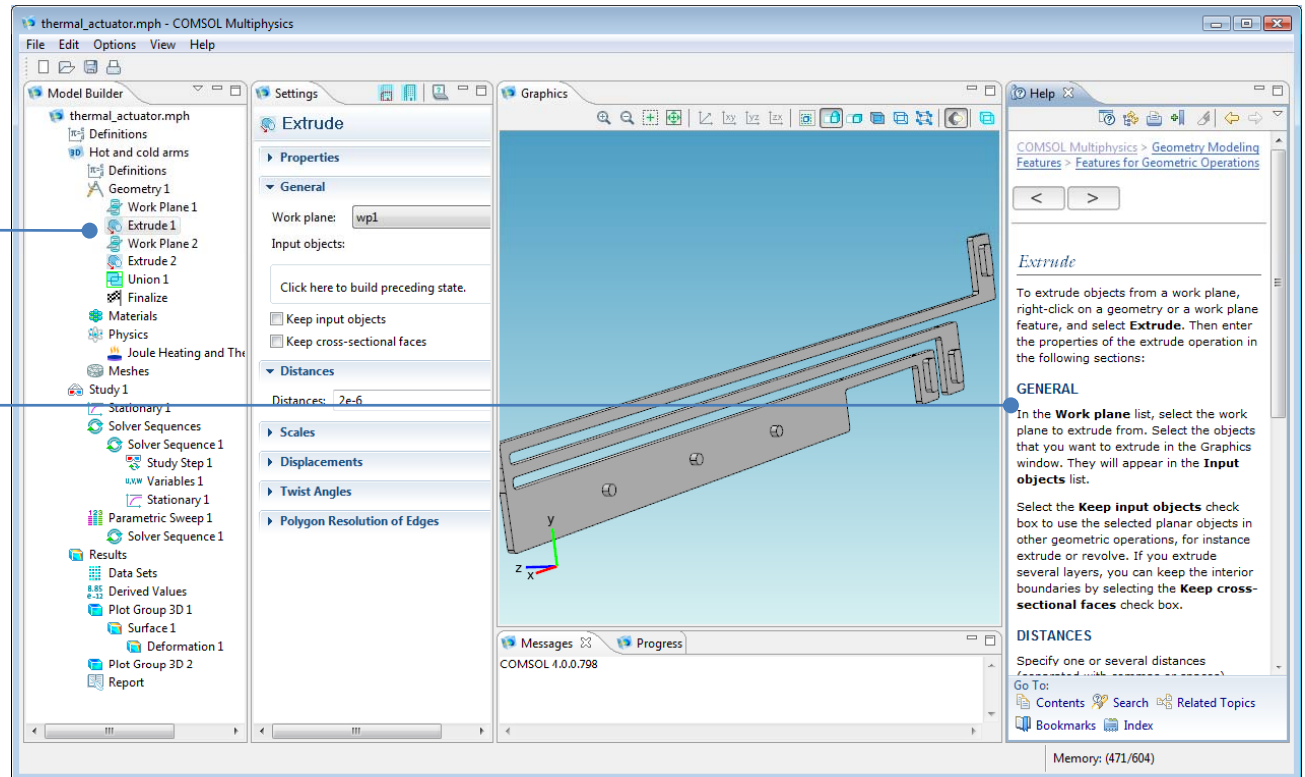 thermal_actuator.mph - COMSOL Multiphysics
File Edit Options View Help
Model Builder
thermal_actuator.mph
Definitions
Hot and cold arms
Definitions
Geometry 1
Work Plane 1
Extrude 1
Work Plane 2
Extrude 2
Union 1
Finalize
Materials
Physics
Joule Heating and The
Meshes
Study 1
Stationary 1
Solver Sequences
Solver Sequence 1
Study Step 1
Variables 1
Stationary 1
Parametric Sweep 1
Solver Sequence 1
Results
Data Sets
Derived Values
Plot Group 3D 1
Surface 1
Deformation 1
Plot Group 3D 2
Report
Settings
Extrude
Properties
General
Work plane: wp1
Input objects:
Click here to build preceding state.
Keep input objects
Keep cross-sectional faces
Distances
Distances: 2e-6
Scales
Displacements
Twist Angles
Polygon Resolution of Edges
Graphics
xy yz zx
y
z x
Messages Progress
COMSOL 4.0.0.798
Help
COMSOL Multiphysics > Geometry Modeling
Features > Features for Geometric Operations
< >
Extrude
To extrude objects from a work plane,
right-click on a geometry or a work plane
feature, and select Extrude. Then enter
the properties of the extrude operation in
the following sections:
GENERAL
In the Work plane list, select the work
plane to extrude from. Select the objects
that you want to extrude in the Graphics
window. They will appear in the Input
objects list.
Select the Keep input objects check
box to use the selected planar objects in
other geometric operations, for instance
extrude or revolve. If you extrude
several layers, you can keep the interior
boundaries by selecting the Keep cross-
sectional faces check box.
DISTANCES
Specify one or several distances
Go To:
Contents Search Related Topics
Bookmarks Index
Memory: (471/604)